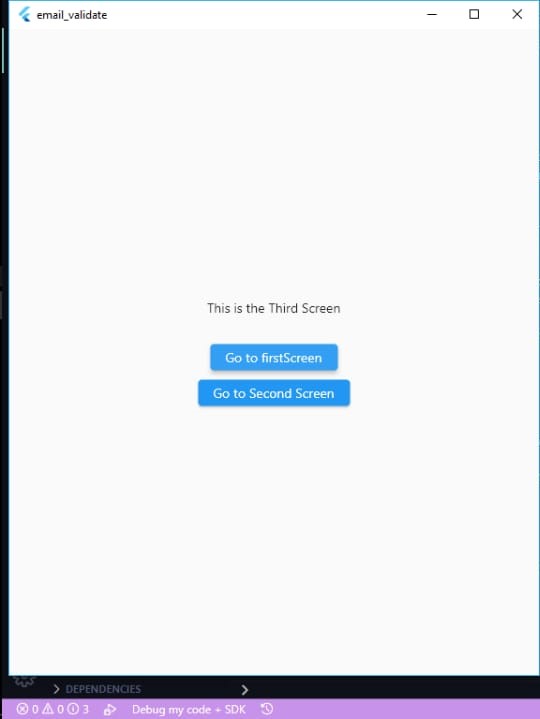 email_validate
This is the Third Screen
Go to firstScreen
Go to Second Screen
DEPENDENCIES
0 0 3 Debug my code + SDK